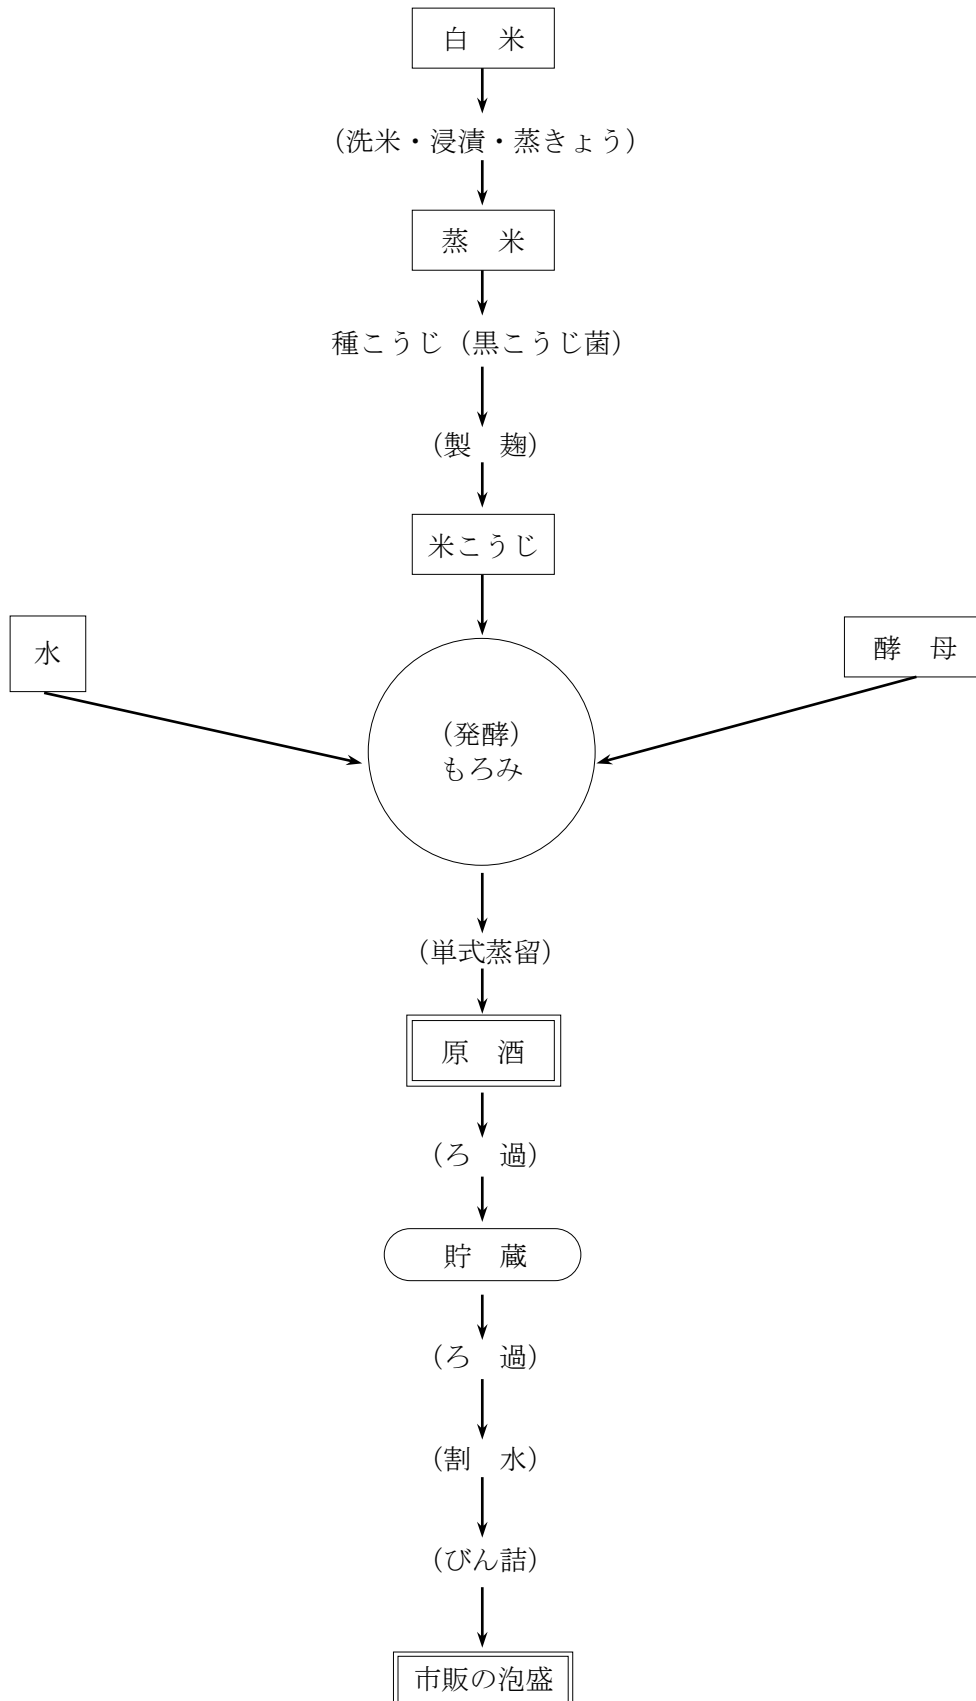 白　米
（洗米・浸漬・蒸きょう）
蒸　米
種こうじ（黒こうじ菌）
（製　麹）
米こうじ
水
酵　母
（発酵）
もろみ
（単式蒸留）
原　酒
（ろ　過）
貯　蔵
（ろ　過）
（割　水）
（びん詰）
市販の泡盛